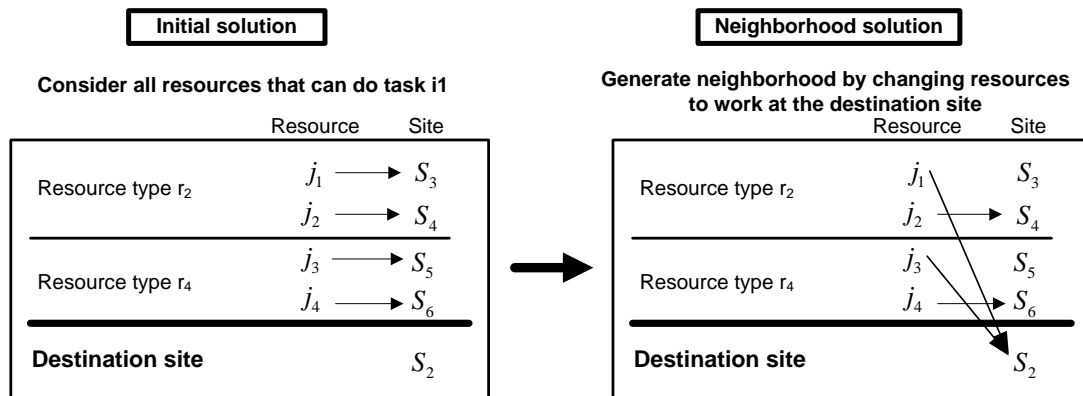 Initial solution
Consider all resources that can do task i1
Resource Site
Resource type r2
j1 S3
j2 S4
Resource type r4
j3 S5
j4 S6
Destination site S2
Neighborhood solution
Generate neighborhood by changing resources
to work at the destination site
Resource Site
Resource type r2
j1 S3
j2 S4
Resource type r4
j3 S5
j4 S6
Destination site S2